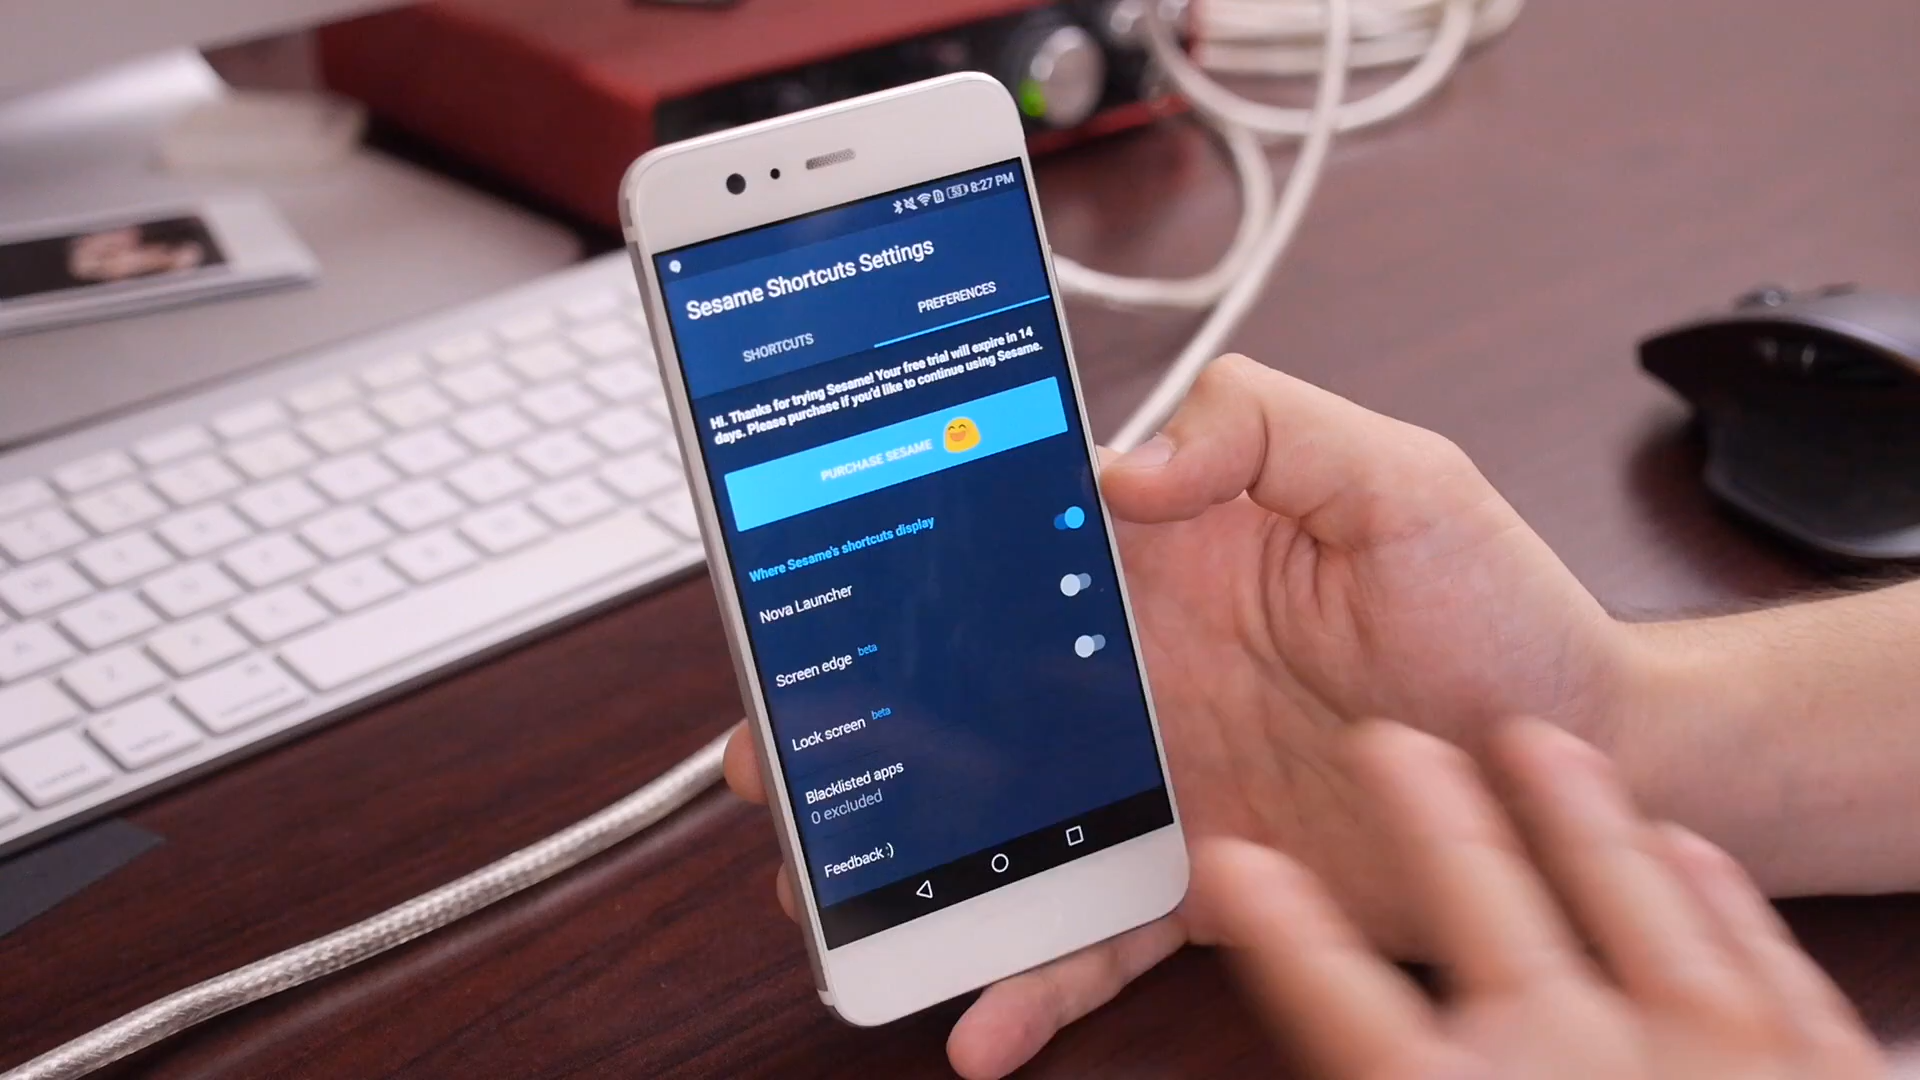 53 8:27 PM
Sesame Shortcuts Settings
SHORTCUTS
PREFERENCES
Hi. Thanks for trying Sesame! Your free trial will expire in 14
days. Please purchase if you'd like to continue using Sesame.
PURCHASE SESAME
Where Sesame's shortcuts display
Nova Launcher
Screen edge beta
Lock screen beta
Blacklisted apps
0 excluded
Feedback :)